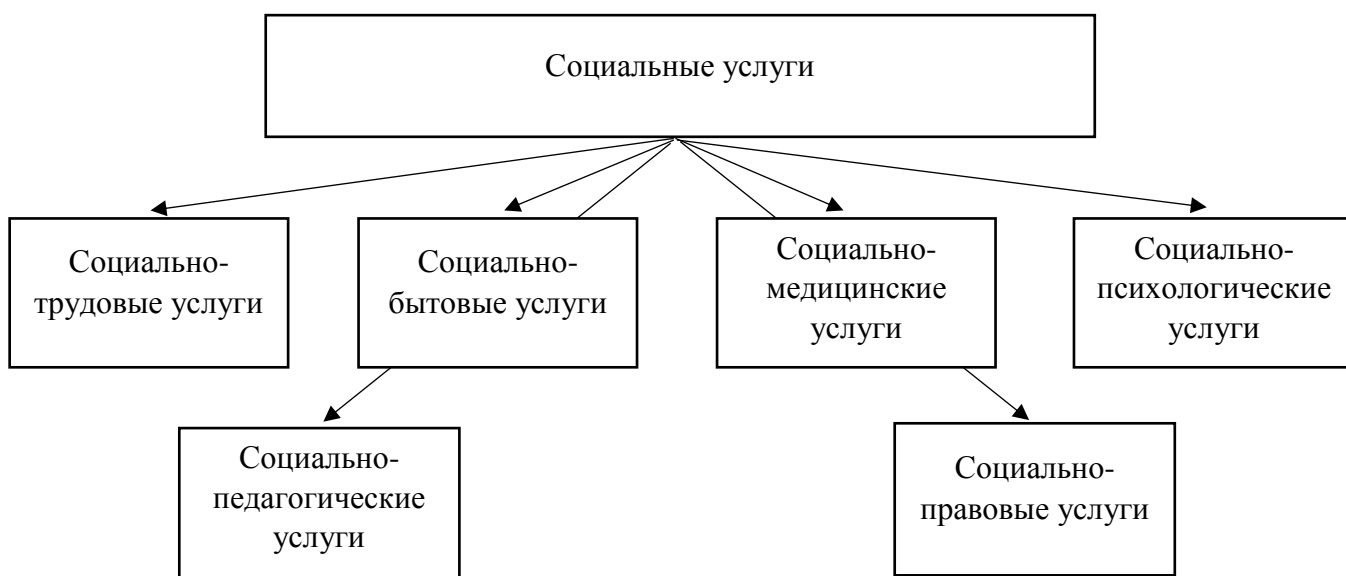 Социальные услуги
Социально-
трудовые услуги
Социально-
бытовые услуги
Социально-
медицинские
услуги
Социально-
психологические
услуги
Социально-
педагогические
услуги
Социально-
правовые услуги